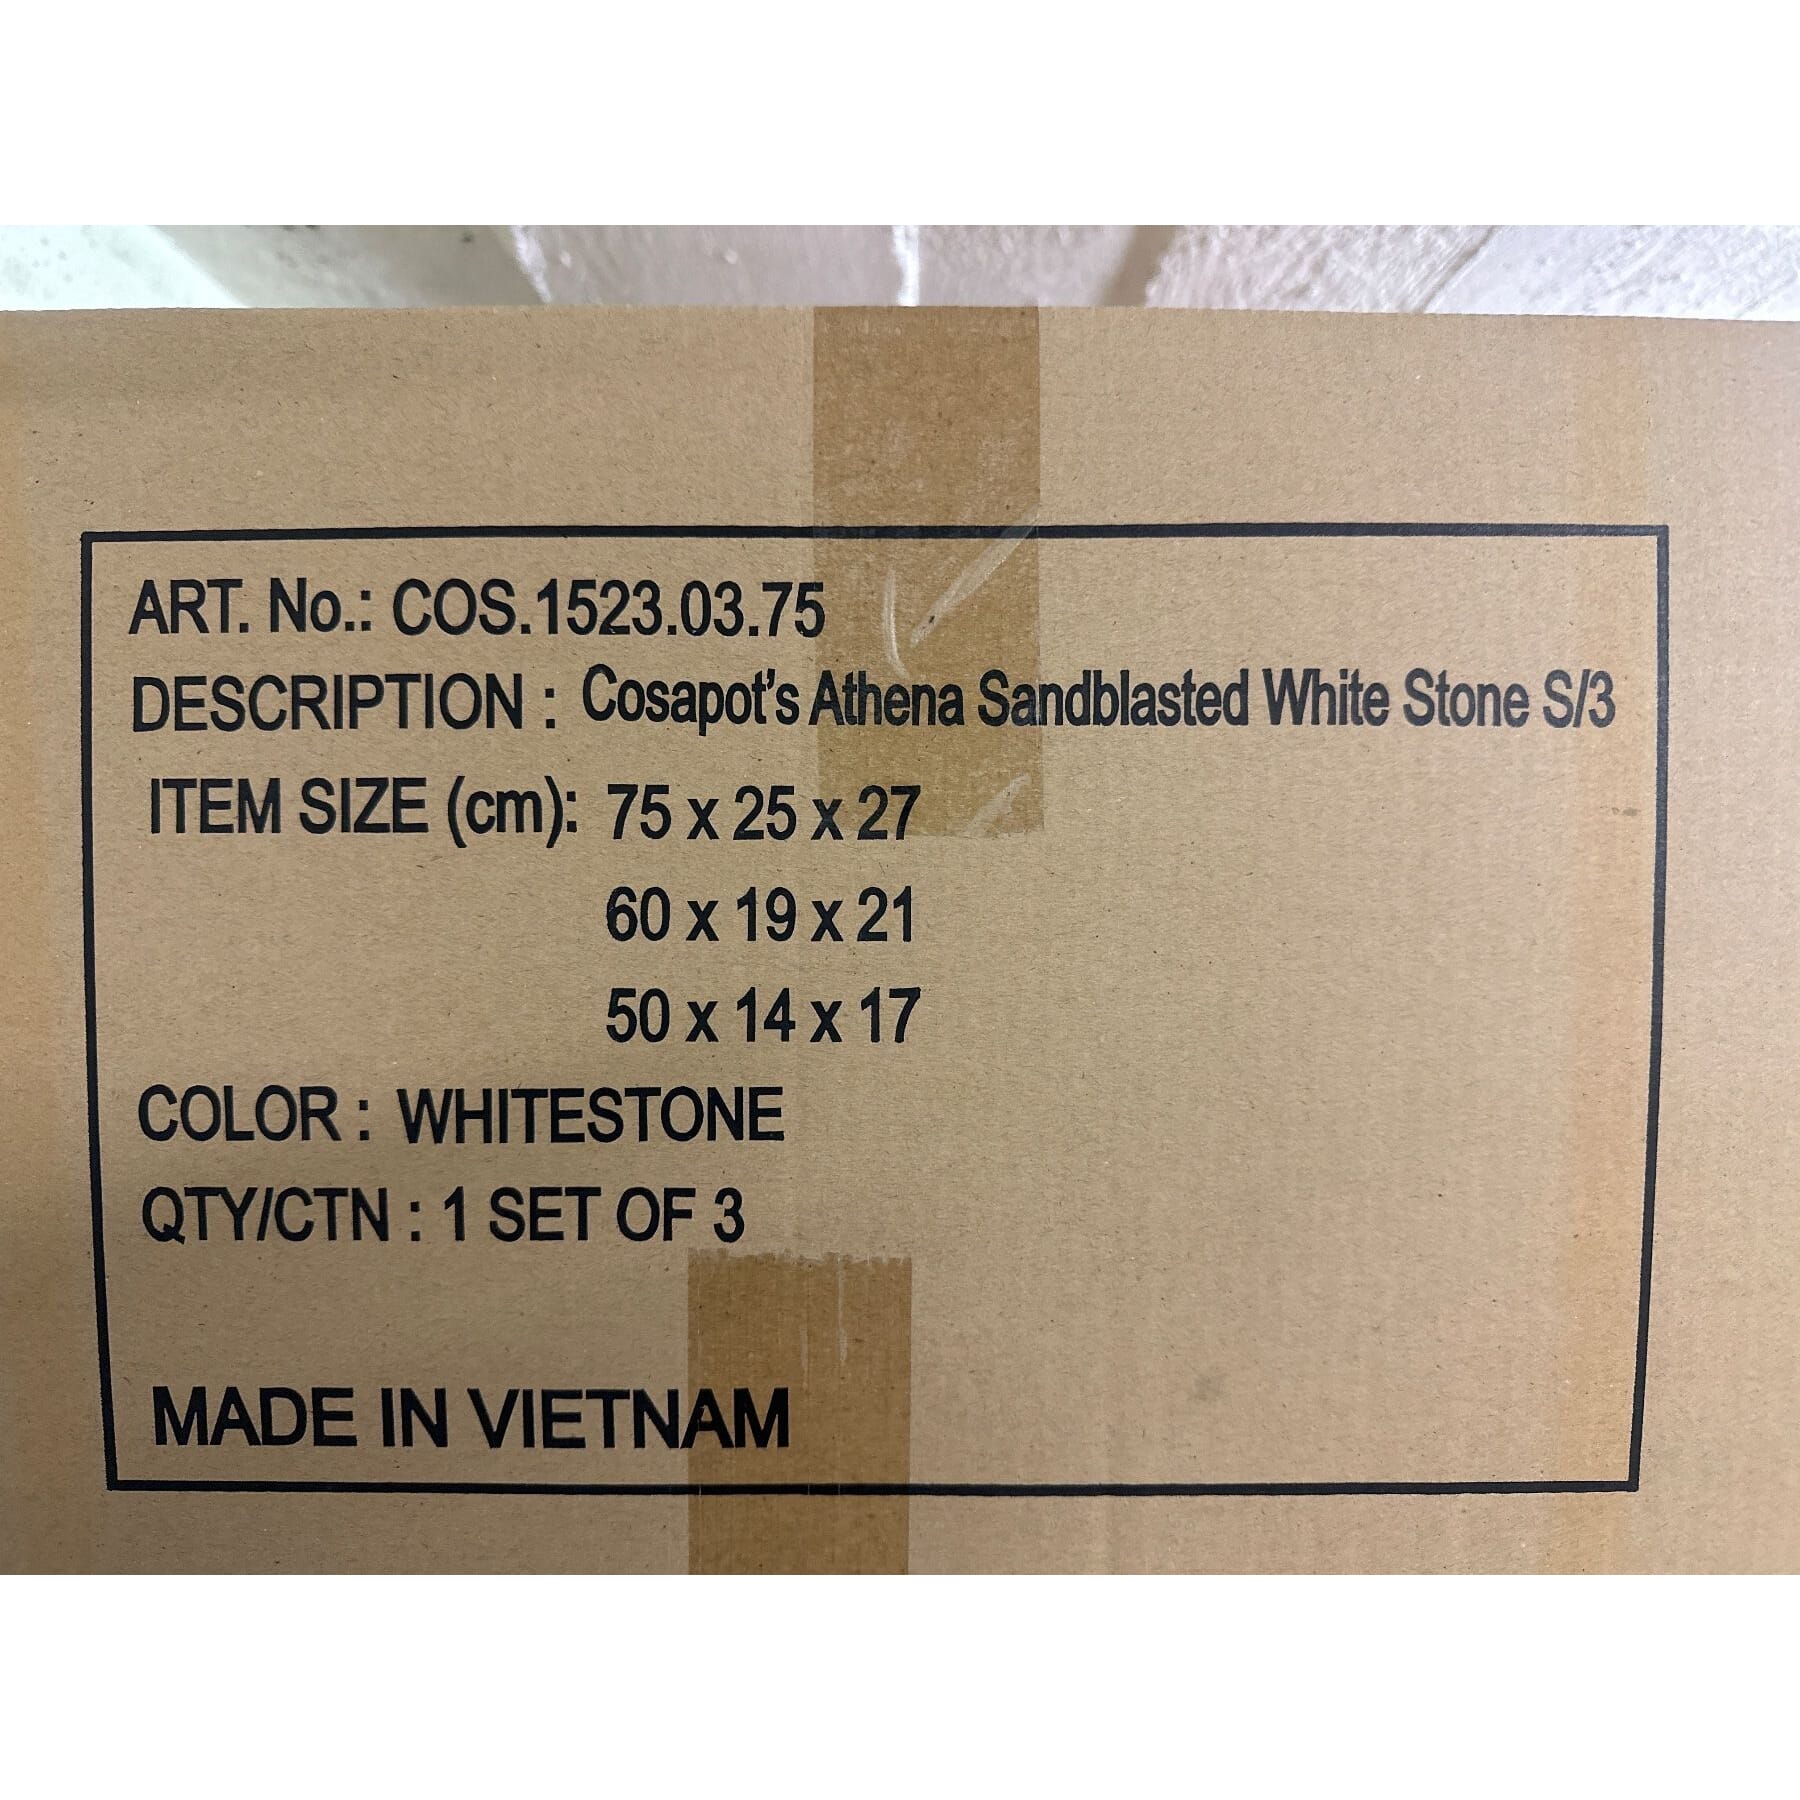 ART. No.: COS.1523.03.75
DESCRIPTION : Cosapot's Athena Sandblasted White Stone S/3
ITEM SIZE (cm): 75 x 25 x 27
60 x 19 x 21
50 x 14 x 17
COLOR : WHITESTONE
QTY/CTN : 1 SET OF 3
MADE IN VIETNAM